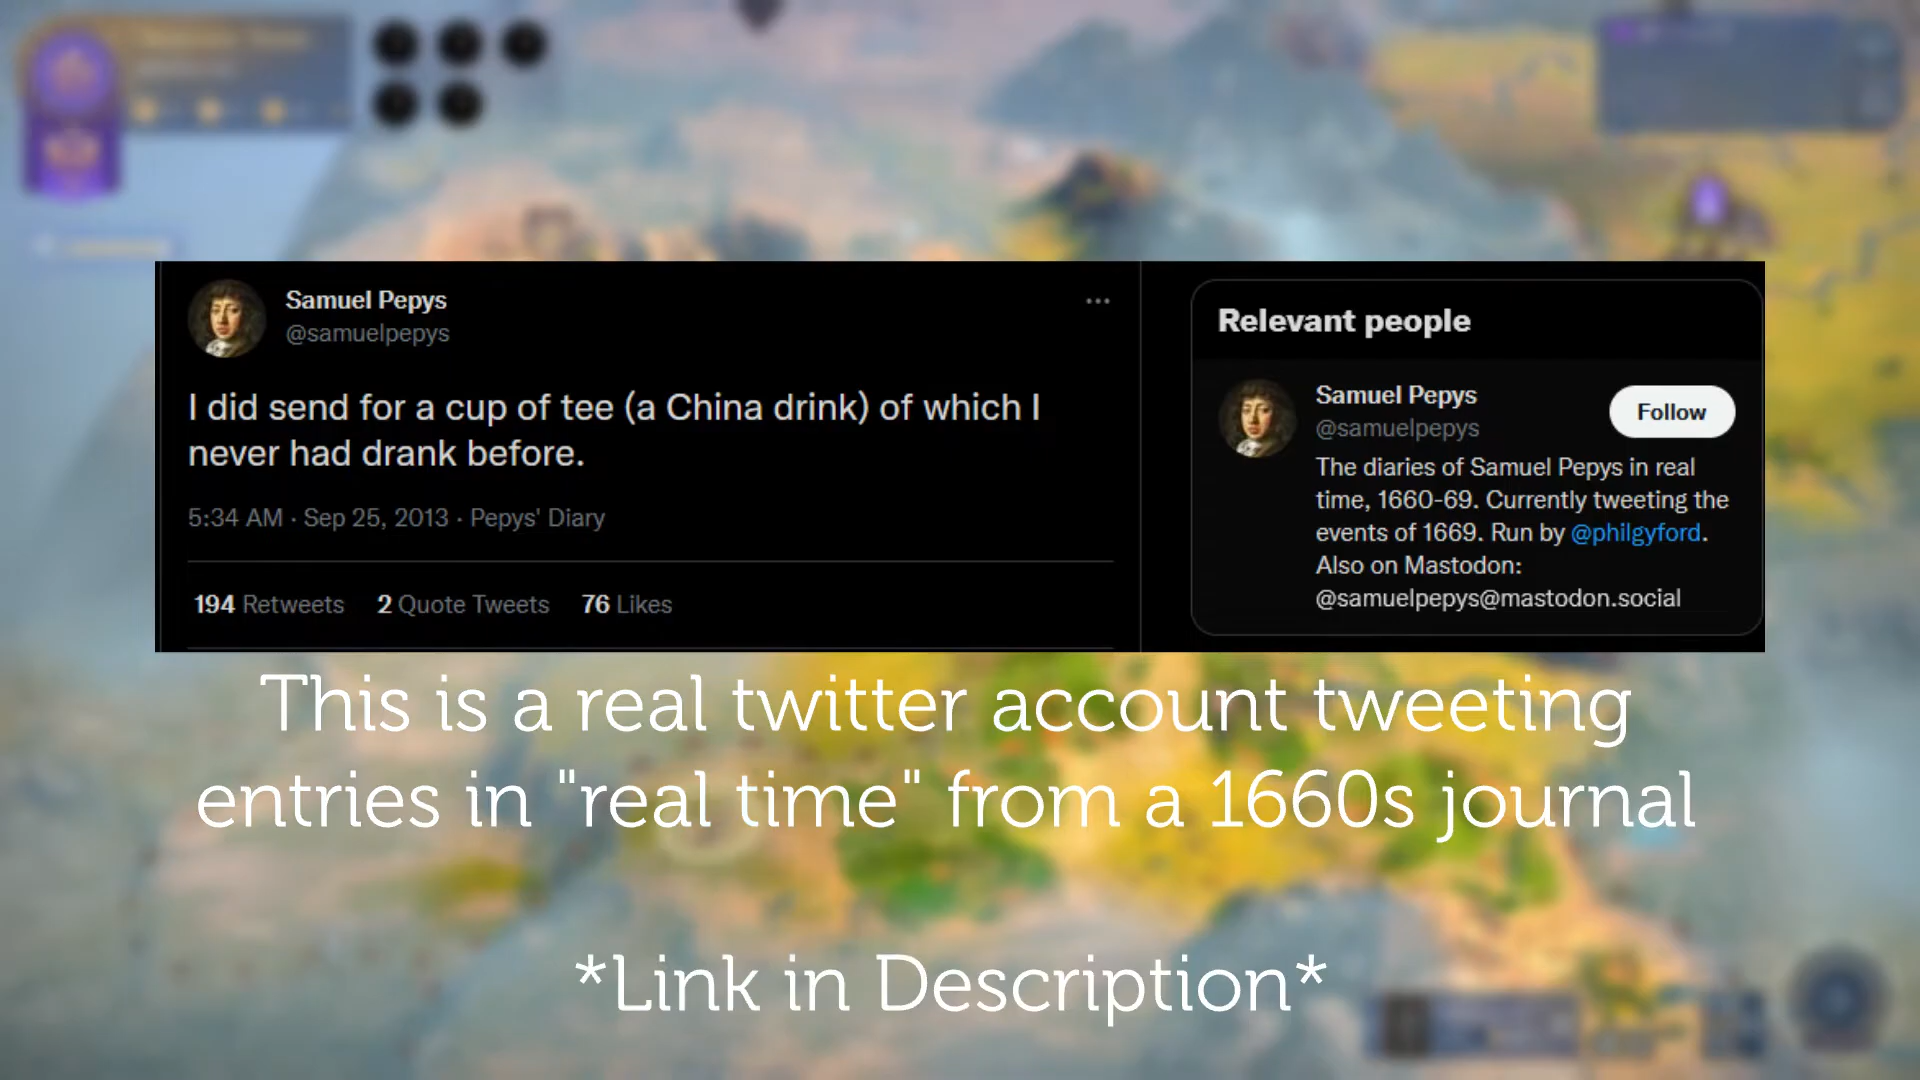 Samuel Pepys
@samuelpepys
I did send for a cup of tee (a China drink) of which I
never had drank before.
5:34 AM · Sep 25, 2013 · Pepys' Diary
194 Retweets 2 Quote Tweets 76 Likes
Relevant people
Samuel Pepys
@samuelpepys
Follow
The diaries of Samuel Pepys in real
time, 1660-69. Currently tweeting the
events of 1669. Run by @philgyford.
Also on Mastodon:
@samuelpepys@mastodon.social
This is a real twitter account tweeting
entries in "real time" from a 1660s journal
*Link in Description*